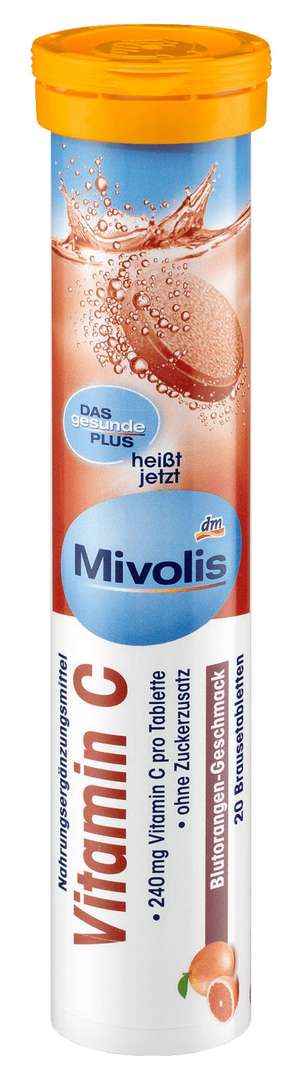 DAS
gesunde
PLUS
heißt
jetzt
dm
Mivolis
Nahrungsergänzungsmittel
Vitamin C
• 240 mg Vitamin C pro Tablette
• ohne Zuckerzusatz
Blutorangen-Geschmack
20 Brausetabletten